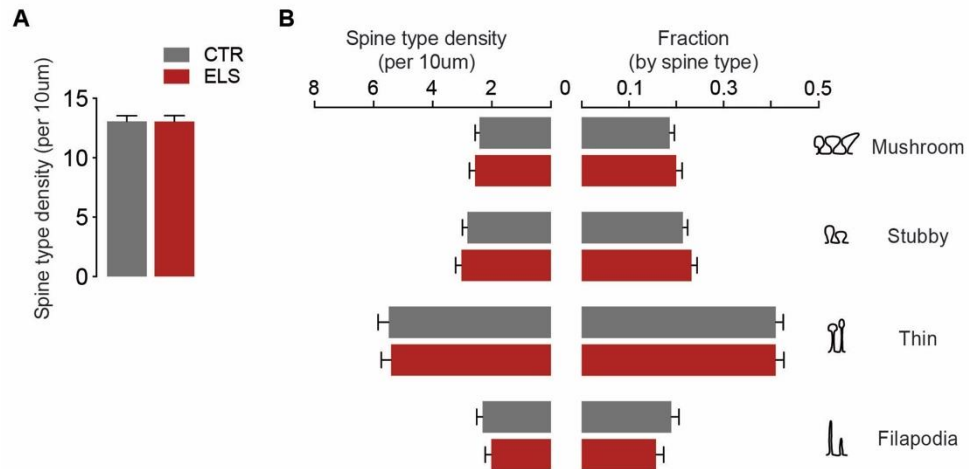 A
CTR
ELS
Spine type density (per 10um)
15
10
5
0
B
Spine type density
(per 10um)
Fraction
(by spine type)
8 6 4 2 0 0.1 0.3 0.5
Mushroom
Stubby
Thin
Filapodia